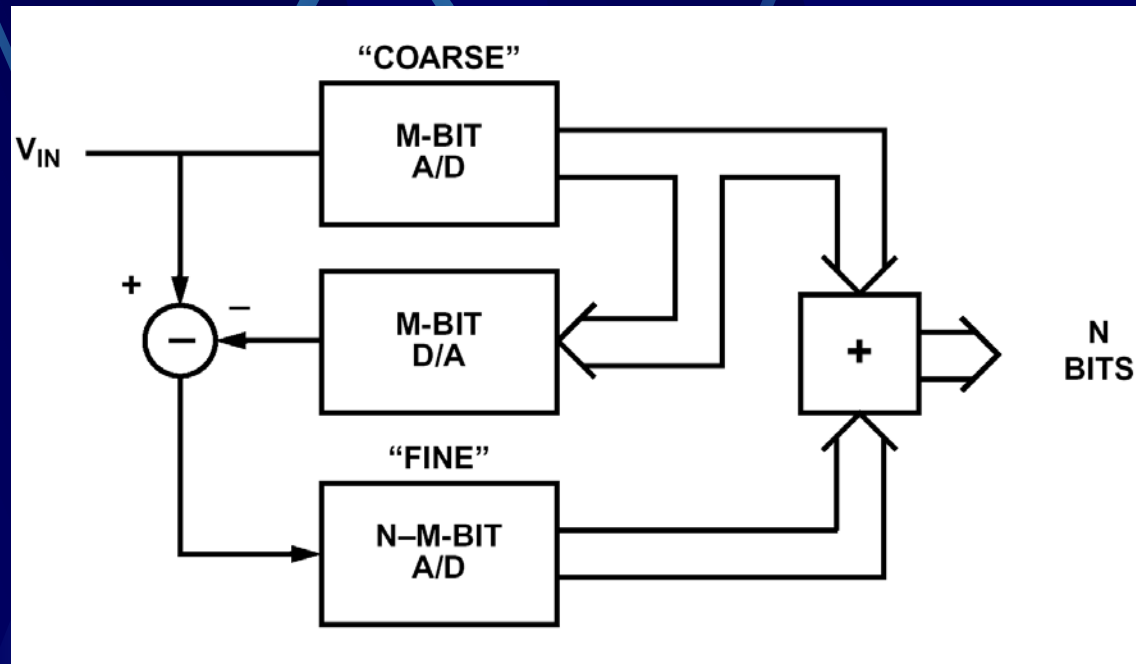 “COARSE”
V_IN
M-BIT
A/D
+
–
–
M-BIT
D/A
+
N
BITS
“FINE”
N–M-BIT
A/D